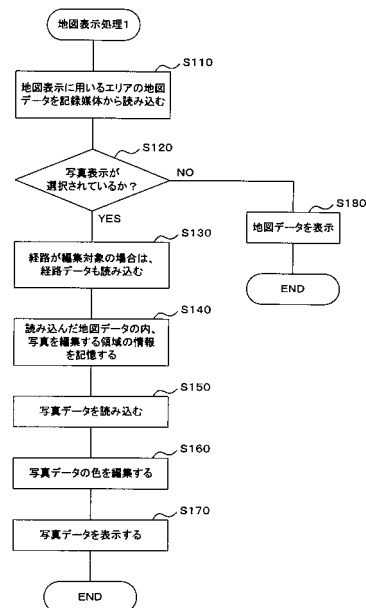 地図表示処理1
S110
地図表示に用いるエリアの地図
データを記録媒体から読み込む
S120
写真表示が
選択されているか?
NO
YES
S180
地図データを表示
END
S130
経路が編集対象の場合は、
経路データも読み込む
S140
読み込んだ地図データの内、
写真を編集する領域の情報
を記憶する
S150
写真データを読み込む
S160
写真データの色を編集する
S170
写真データを表示する
END